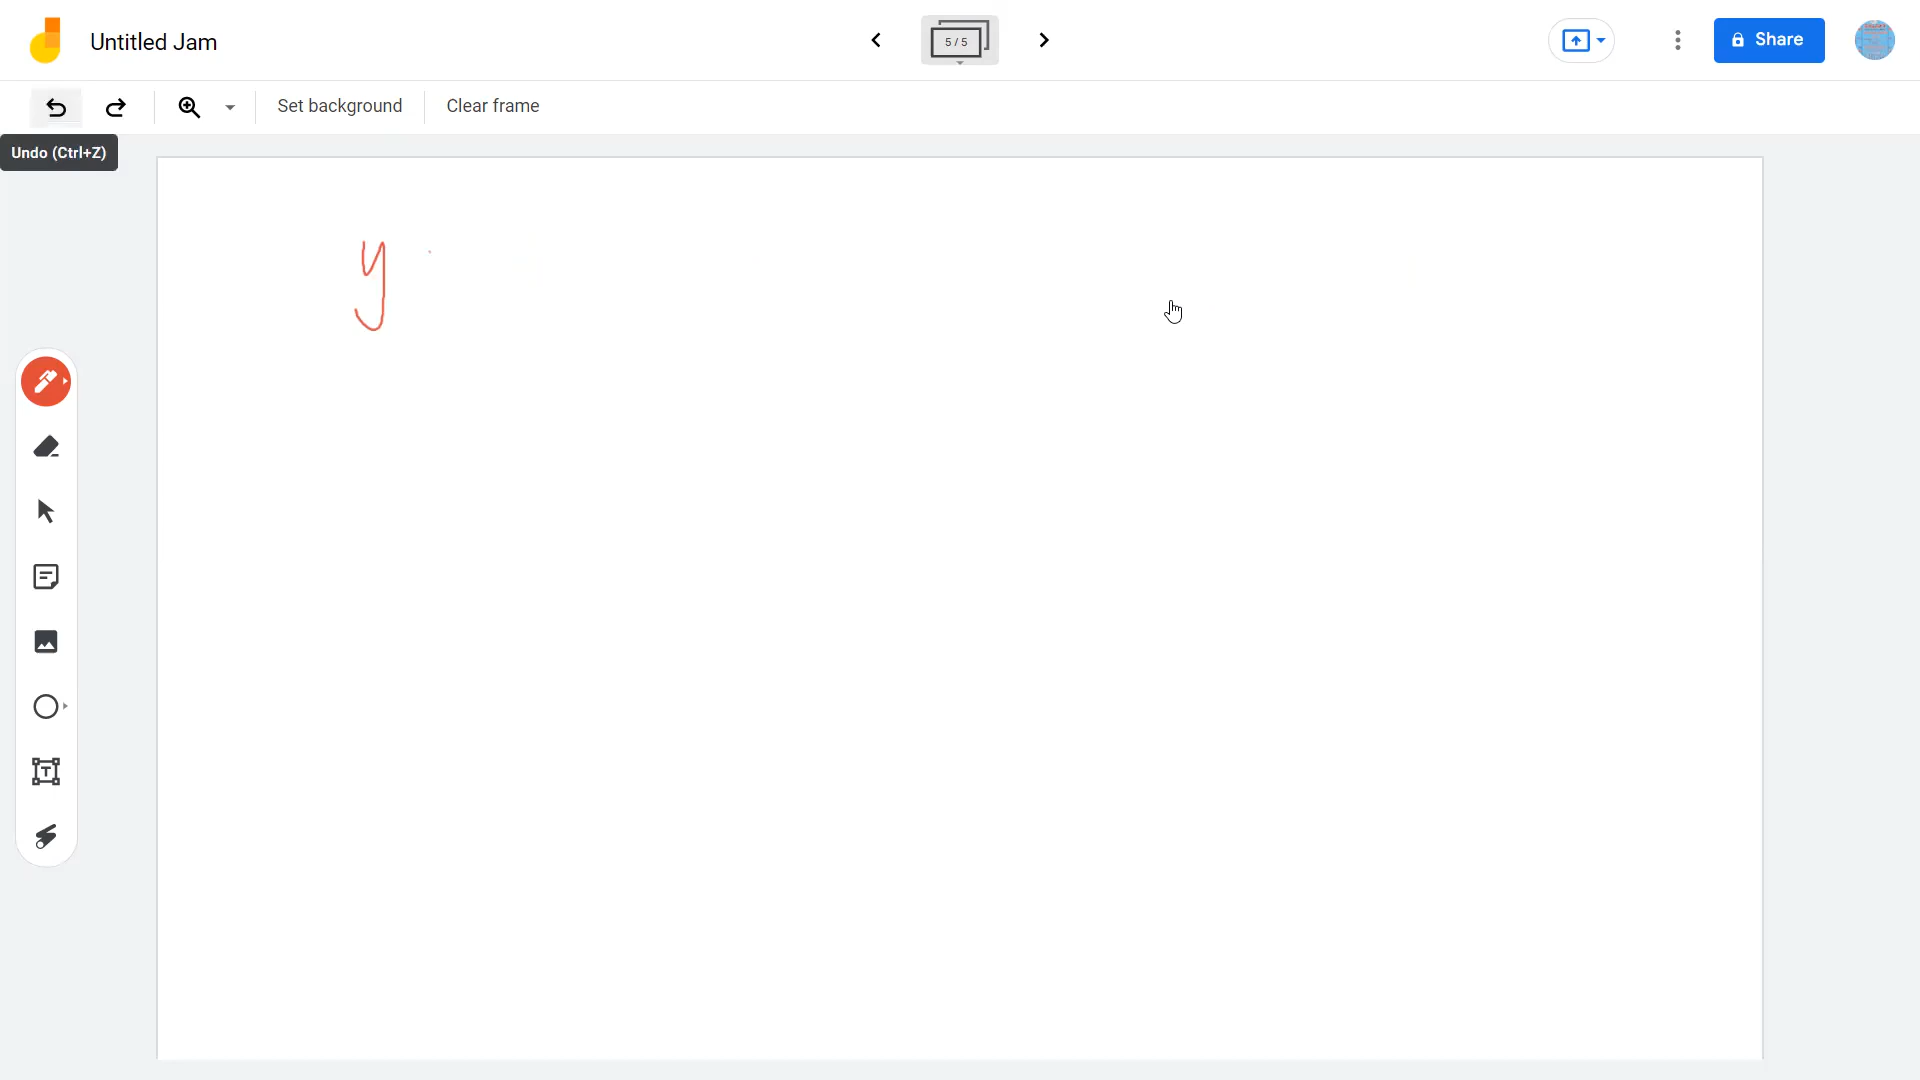 Untitled Jam
5 / 5
Share
Set background
Clear frame
Undo (Ctrl+Z)
y
T